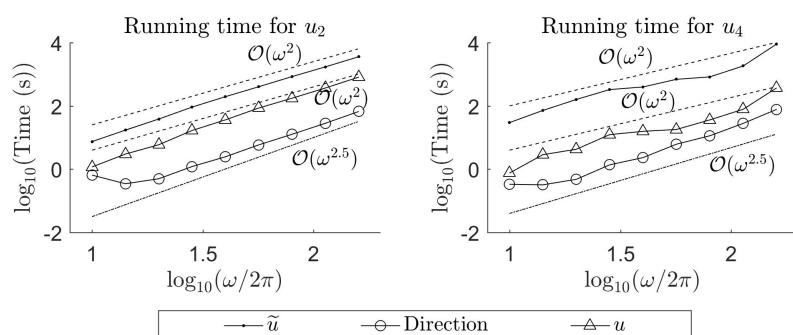 Running time for u₂
log₁₀(Time (s))
4
2
0
-2
O(ω²)
O(ω²)
O(ω^2.5)
1
1.5
2
log₁₀(ω/2π)
Running time for u₄
log₁₀(Time (s))
4
2
0
-2
O(ω²)
O(ω²)
O(ω^2.5)
1
1.5
2
log₁₀(ω/2π)
ũ Direction u